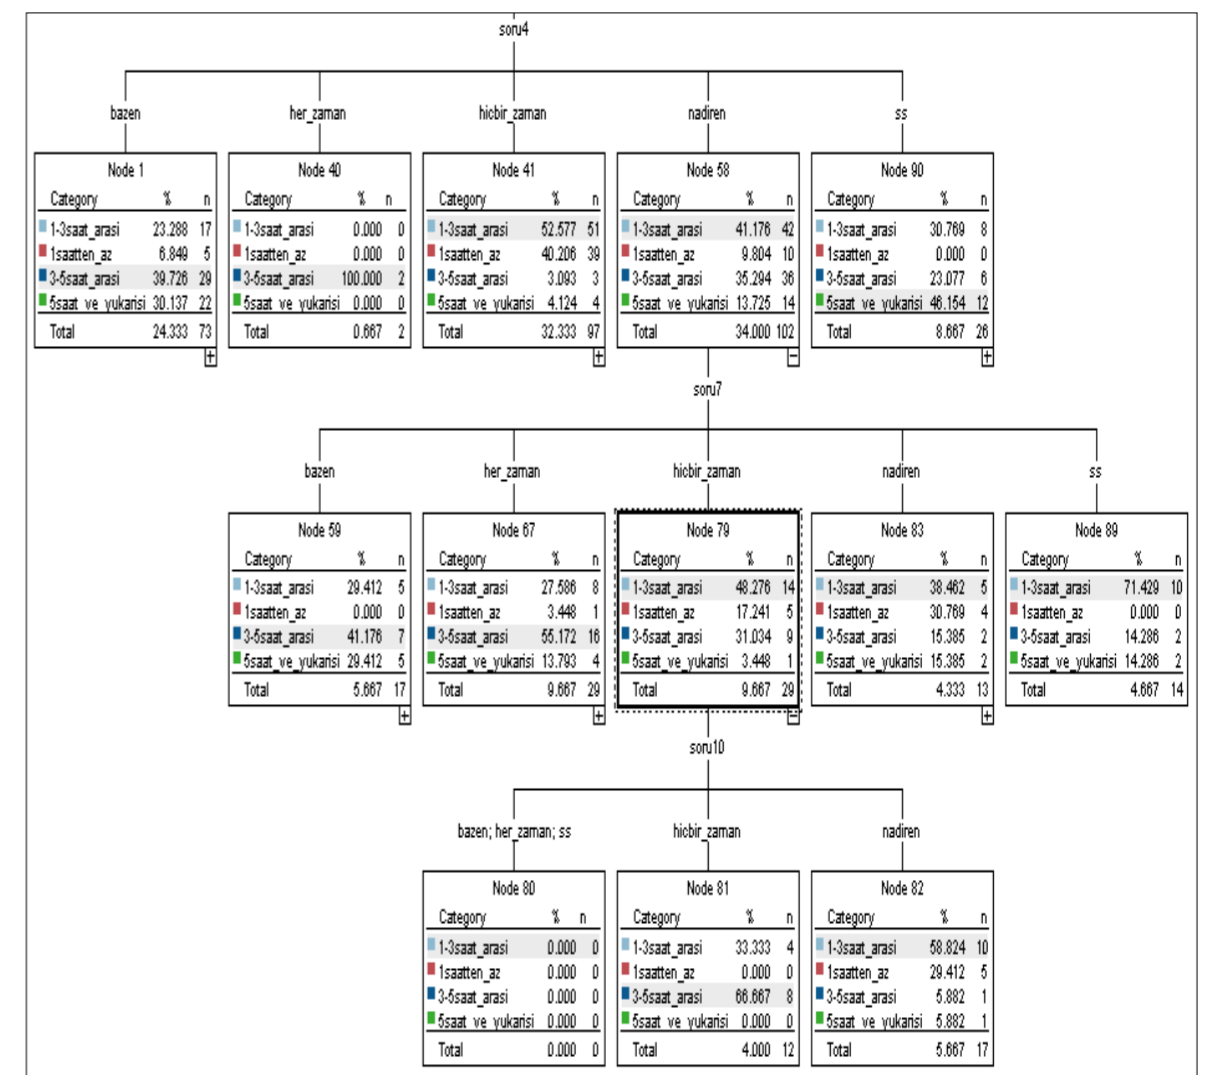 soru4
bazen her_zaman hicbir_zaman nadiren ss
Node 1
Category % n
1-3saat_arasi 23.288 17
1saatten_az 6.849 5
3-5saat_arasi 39.726 29
5saat_ve_yukarisi 30.137 22
Total 24.333 73
Node 40
Category % n
1-3saat_arasi 0.000 0
1saatten_az 0.000 0
3-5saat_arasi 100.000 2
5saat_ve_yukarisi 0.000 0
Total 0.667 2
Node 41
Category % n
1-3saat_arasi 52.577 51
1saatten_az 40.206 39
3-5saat_arasi 3.093 3
5saat_ve_yukarisi 4.124 4
Total 32.333 97
Node 58
Category % n
1-3saat_arasi 41.176 42
1saatten_az 9.804 10
3-5saat_arasi 35.294 36
5saat_ve_yukarisi 13.725 14
Total 34.000 102
Node 90
Category % n
1-3saat_arasi 30.769 8
1saatten_az 0.000 0
3-5saat_arasi 23.077 6
5saat_ve_yukarisi 46.154 12
Total 8.667 26
soru7
bazen her_zaman hicbir_zaman nadiren ss
Node 59
Category % n
1-3saat_arasi 29.412 5
1saatten_az 0.000 0
3-5saat_arasi 41.176 7
5saat_ve_yukarisi 29.412 5
Total 5.667 17
Node 67
Category % n
1-3saat_arasi 27.586 8
1saatten_az 3.448 1
3-5saat_arasi 55.172 16
5saat_ve_yukarisi 13.793 4
Total 9.667 29
Node 79
Category % n
1-3saat_arasi 48.276 14
1saatten_az 17.241 5
3-5saat_arasi 31.034 9
5saat_ve_yukarisi 3.448 1
Total 9.667 29
Node 83
Category % n
1-3saat_arasi 38.462 5
1saatten_az 30.769 4
3-5saat_arasi 15.385 2
5saat_ve_yukarisi 15.385 2
Total 4.333 13
Node 89
Category % n
1-3saat_arasi 71.429 10
1saatten_az 0.000 0
3-5saat_arasi 14.286 2
5saat_ve_yukarisi 14.286 2
Total 4.667 14
soru10
bazen; her_zaman; ss hicbir_zaman nadiren
Node 80
Category % n
1-3saat_arasi 0.000 0
1saatten_az 0.000 0
3-5saat_arasi 0.000 0
5saat_ve_yukarisi 0.000 0
Total 0.000 0
Node 81
Category % n
1-3saat_arasi 33.333 4
1saatten_az 0.000 0
3-5saat_arasi 66.667 8
5saat_ve_yukarisi 0.000 0
Total 4.000 12
Node 82
Category % n
1-3saat_arasi 58.824 10
1saatten_az 29.412 5
3-5saat_arasi 5.882 1
5saat_ve_yukarisi 5.882 1
Total 5.667 17